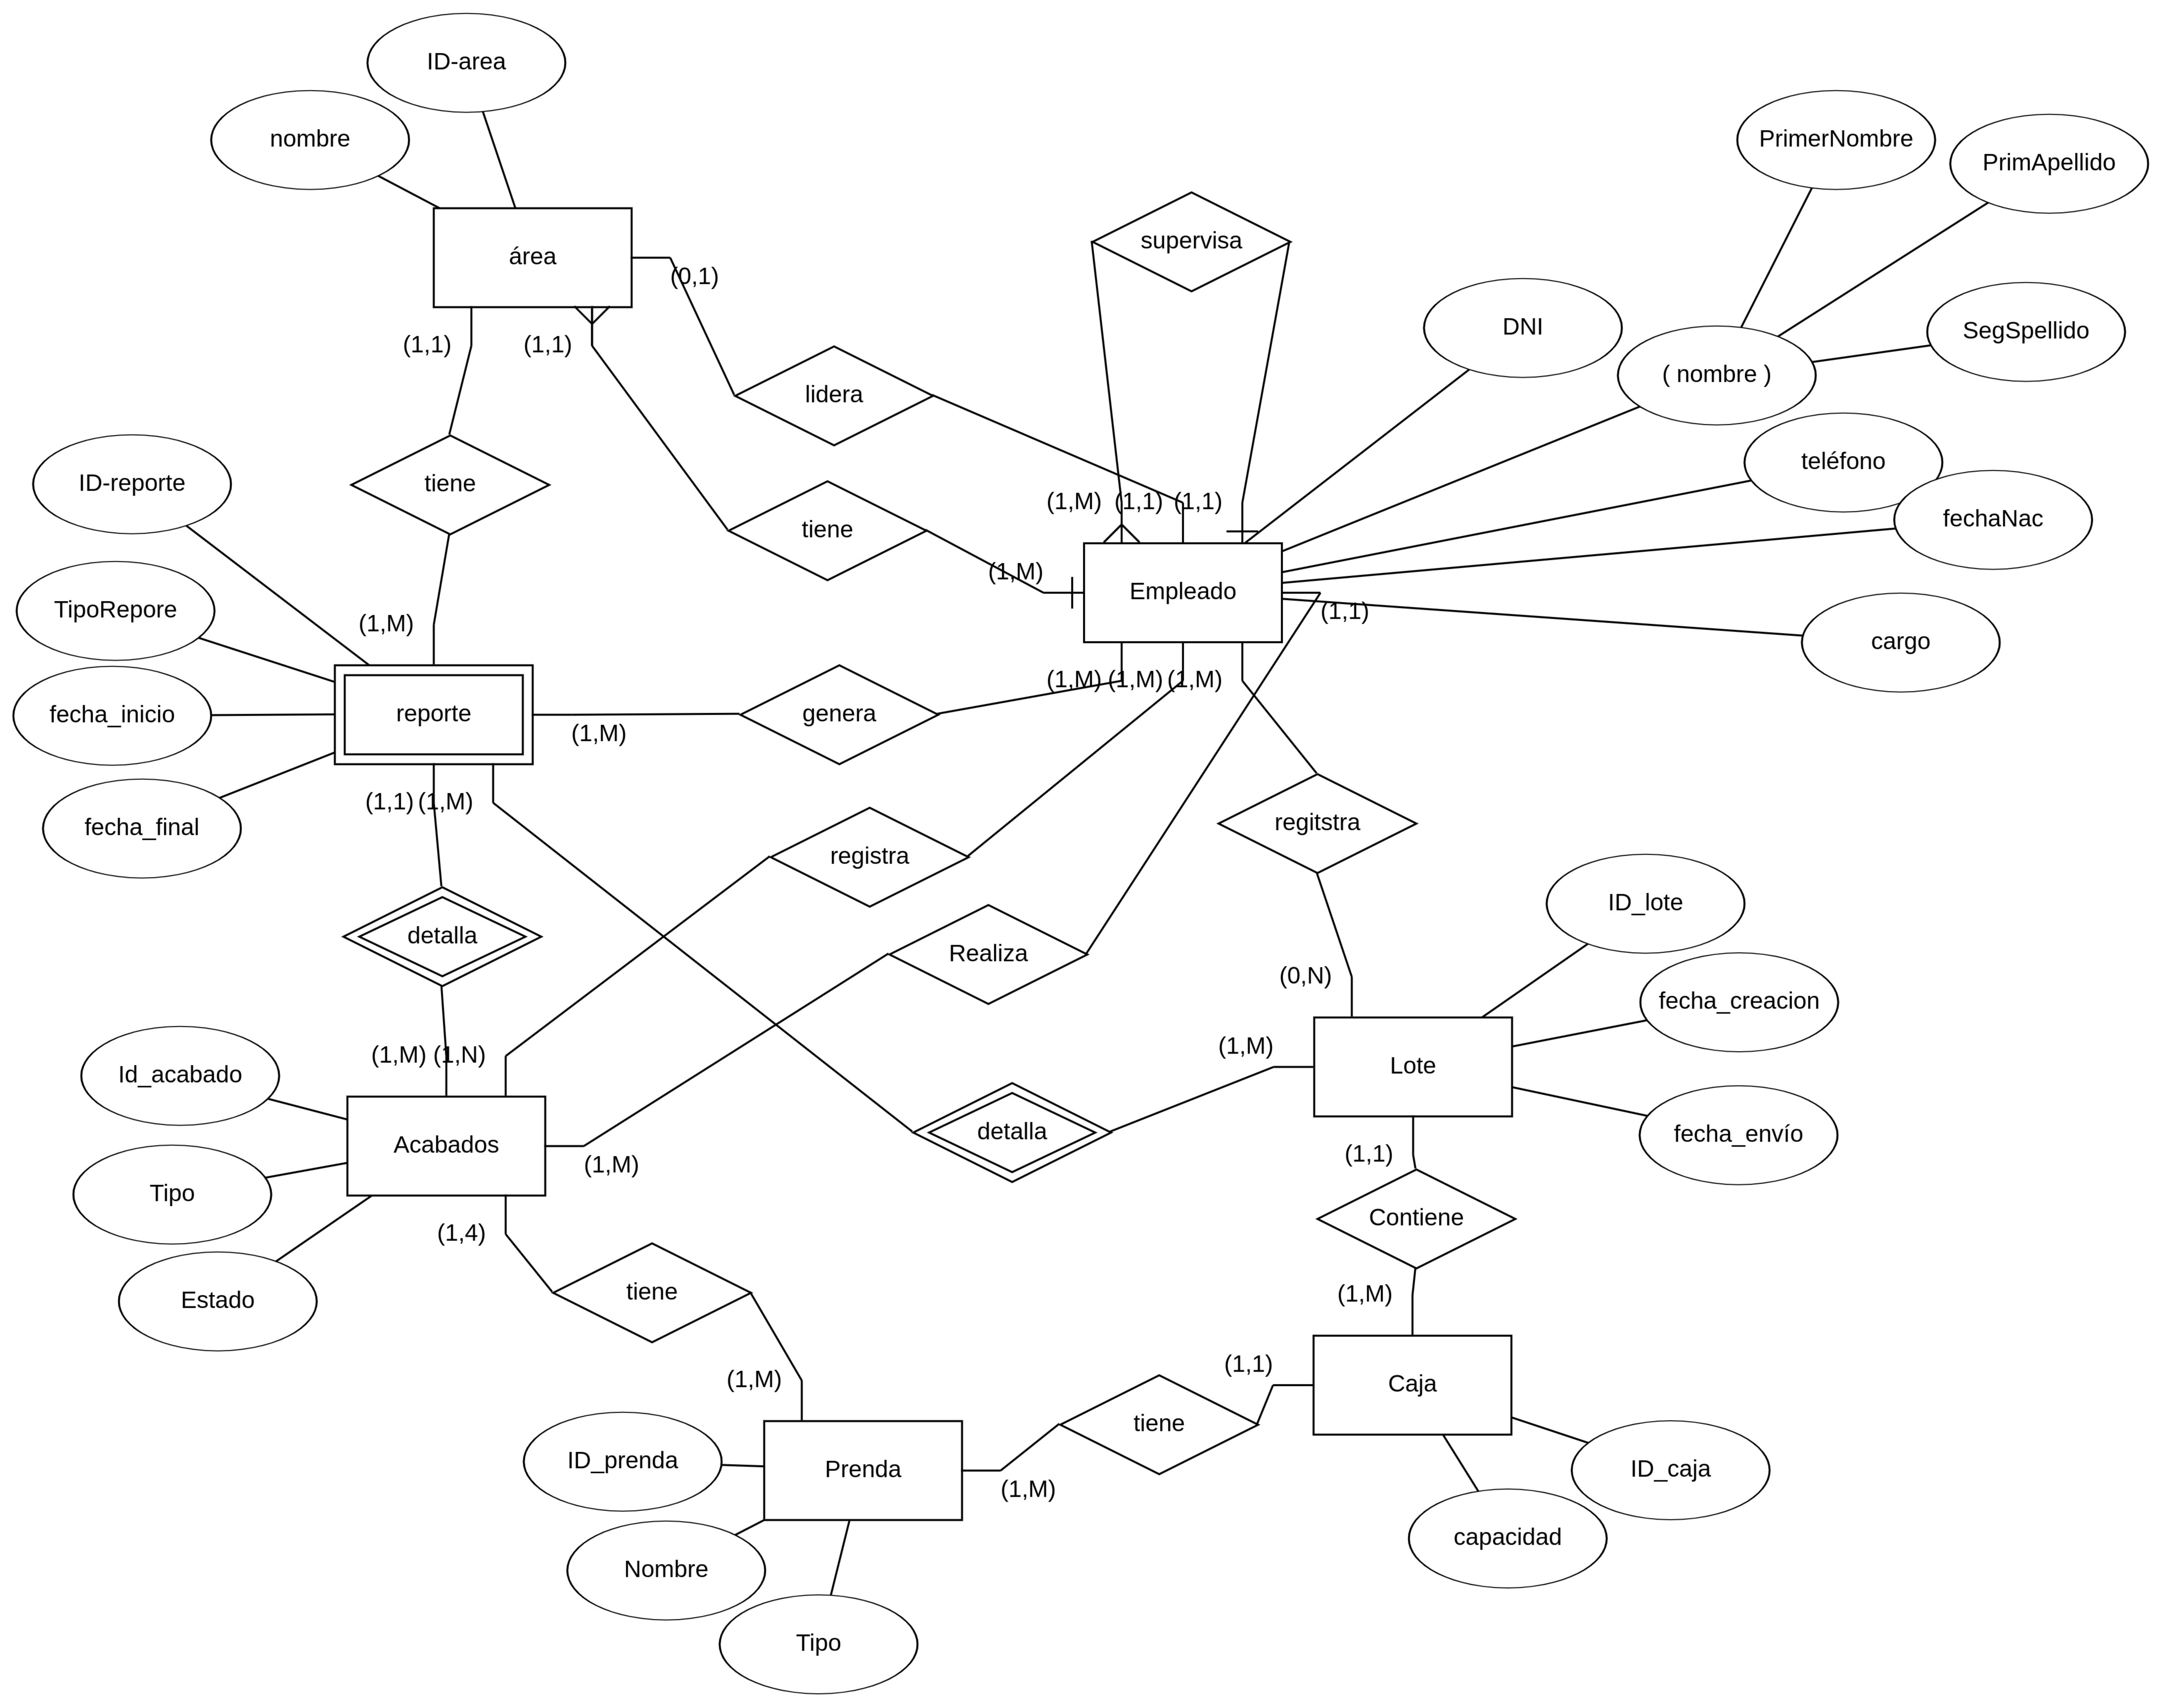 ID-area
nombre
PrimerNombre
PrimApellido
área
supervisa
(0,1)
DNI
SegSpellido
( nombre )
(1,1)
(1,1)
lidera
teléfono
ID-reporte
tiene
tiene
(1,M)
(1,1)
(1,1)
fechaNac
(1,M)
Empleado
TipoRepore
(1,M)
(1,1)
cargo
fecha_inicio
reporte
(1,M)
genera
(1,M)
(1,M)
(1,M)
fecha_final
(1,1)
(1,M)
regitstra
registra
ID_lote
detalla
Realiza
(0,N)
fecha_creacion
Id_acabado
(1,M)
(1,N)
(1,M)
Lote
Acabados
(1,M)
detalla
(1,1)
fecha_envío
Tipo
Contiene
(1,4)
Estado
tiene
(1,M)
(1,M)
(1,1)
Caja
tiene
ID_prenda
Prenda
(1,M)
ID_caja
capacidad
Nombre
Tipo